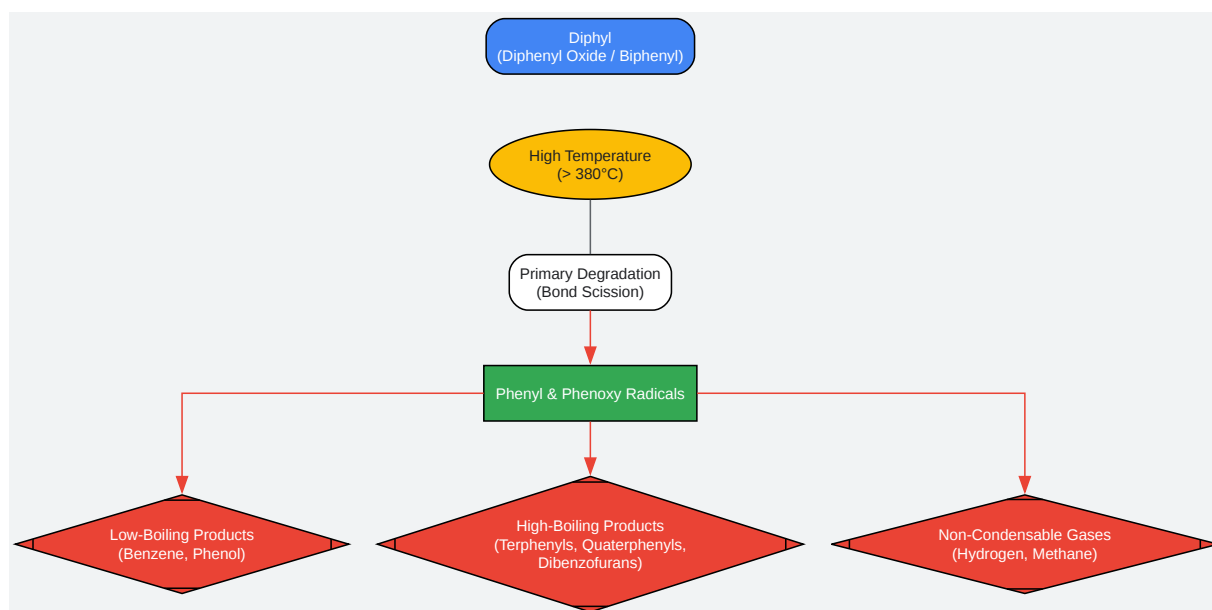 Diphyl
(Diphenyl Oxide / Biphenyl)
High Temperature
(> 380°C)
Primary Degradation
(Bond Scission)
Phenyl & Phenoxy Radicals
Low-Boiling Products
(Benzene, Phenol)
High-Boiling Products
(Terphenyls, Quaterphenyls,
Dibenzofurans)
Non-Condensable Gases
(Hydrogen, Methane)